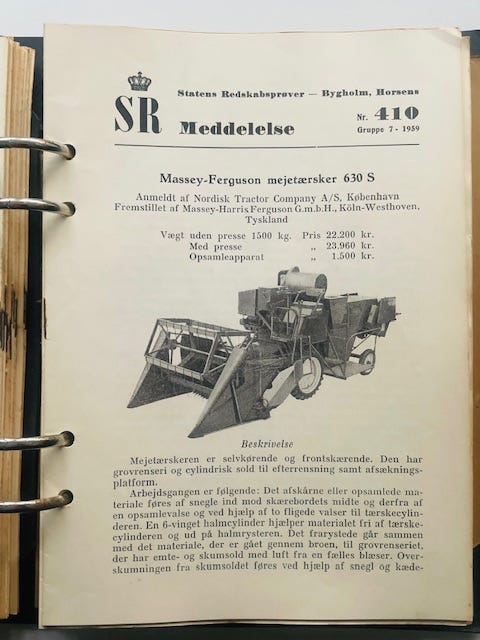 SR
Statens Redskabsprøver — Bygholm, Horsens
Meddelelse
Nr. 410
Gruppe 7 - 1959
Massey-Ferguson mejetærsker 630 S
Anmeldt af Nordisk Tractor Company A/S, København
Fremstillet af Massey-Harris Ferguson G.m.b.H., Köln-Westhoven,
Tyskland
Vægt uden presse 1500 kg. Pris 22.200 kr.
Med presse „ 23.960 kr.
Opsamleapparat „ 1.500 kr.
Beskrivelse
Mejetærskeren er selvkørende og frontskærende. Den har
grovrenseri og cylindrisk sold til efterrensning samt afsæknings-
platform.
Arbejdsgangen er følgende: Det afskårne eller opsamlede ma-
teriale føres af snegle ind mod skærebordets midte og derfra af
en opsamlevalse og ved hjælp af to fligede valser til tærskecylin-
deren. En 6-vinget halmcylinder hjælper materialet fri af tærske-
cylinderen og ud på halmrysteren. Det frarystede går sammen
med det materiale, der er gået gennem broen, til grovrenseriet,
der har emte- og skumsold med luft fra en fælles blæser. Over-
skumningen fra skumsoldet føres ved hjælp af snegl og kæde-